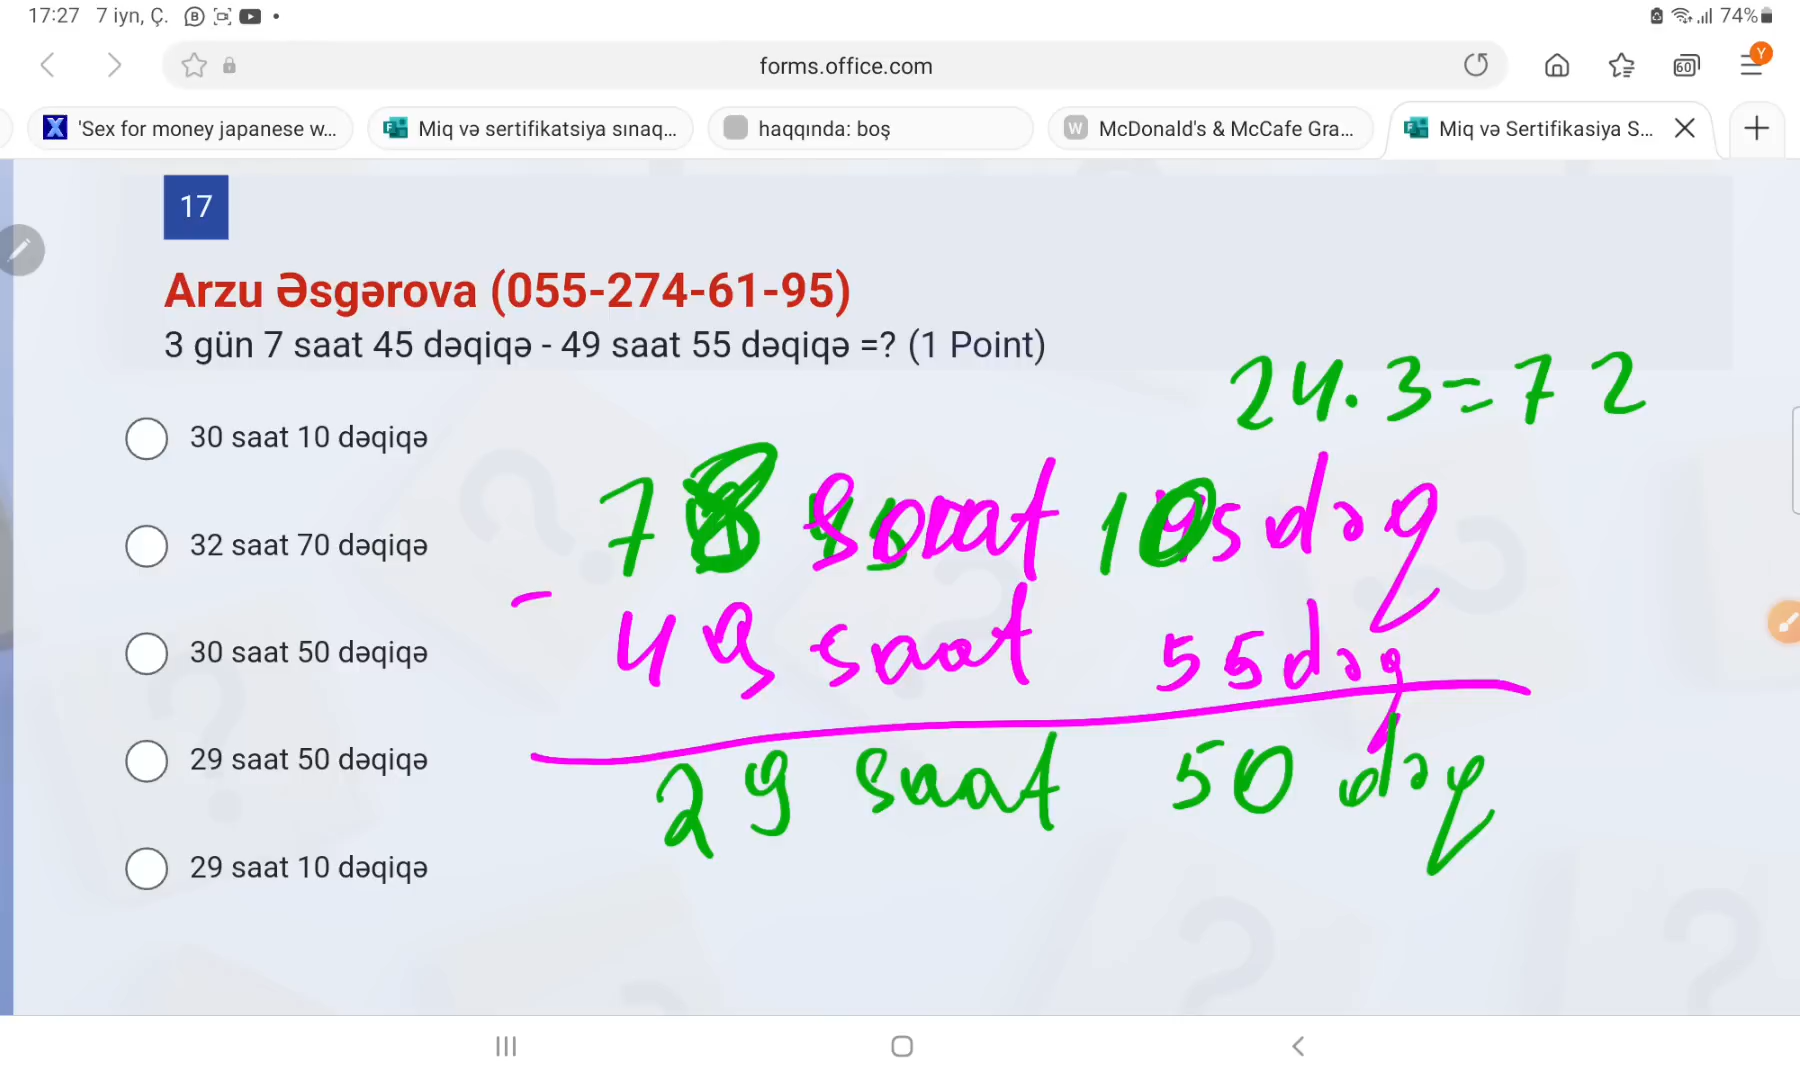 17:27 7 iyn, Ç.
74%
forms.office.com
60
Y
'Sex for money japanese w...
Miq və sertifikatsiya sınaq...
haqqında: boş
McDonald's & McCafe Gra...
Miq və Sertifikasiya S...
17
Arzu Əsgərova (055-274-61-95)
3 gün 7 saat 45 dəqiqə - 49 saat 55 dəqiqə =? (1 Point)
24.3=72
30 saat 10 dəqiqə
32 saat 70 dəqiqə
30 saat 50 dəqiqə
29 saat 50 dəqiqə
29 saat 10 dəqiqə
78 saat 105 dəq
- 49 saat 55 dəq
29 saat 50 dəq